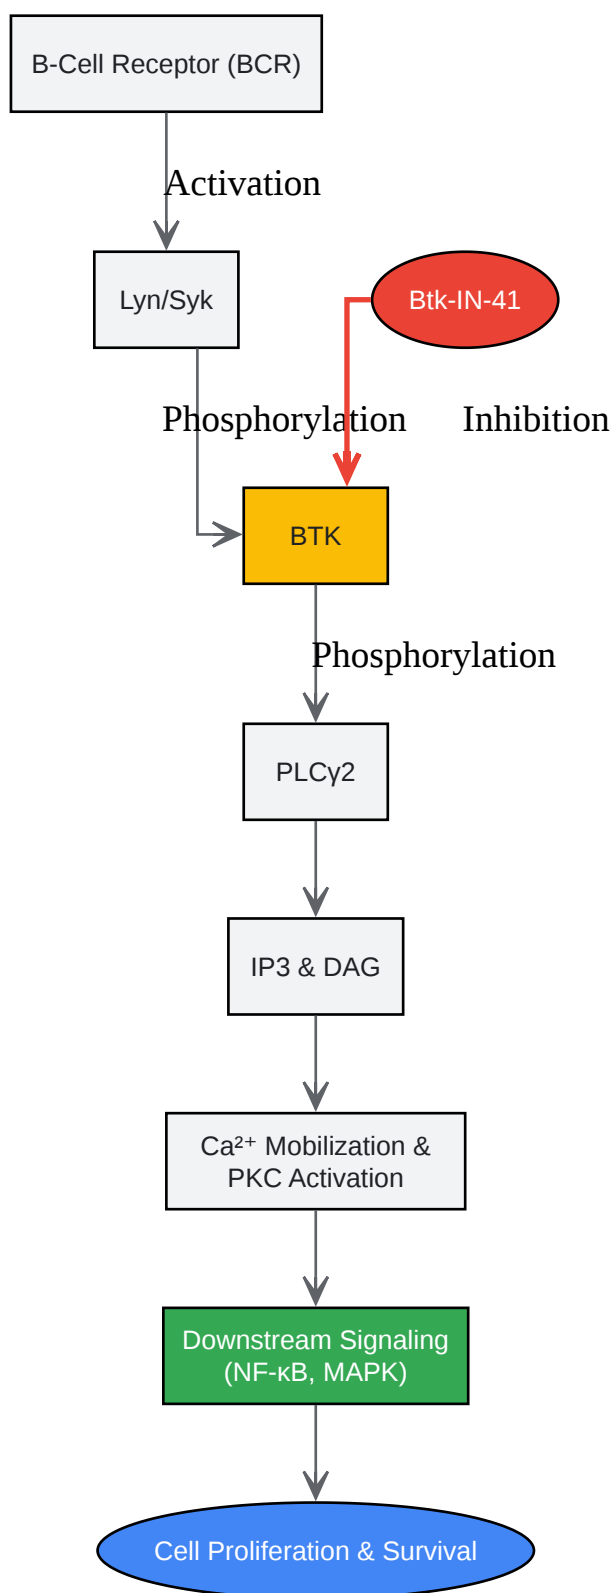 B-Cell Receptor (BCR)
Activation
Lyn/Syk
Btk-IN-41
Phosphorylation
Inhibition
BTK
Phosphorylation
PLCγ2
IP3 & DAG
Ca²⁺ Mobilization &
PKC Activation
Downstream Signaling
(NF-κB, MAPK)
Cell Proliferation & Survival